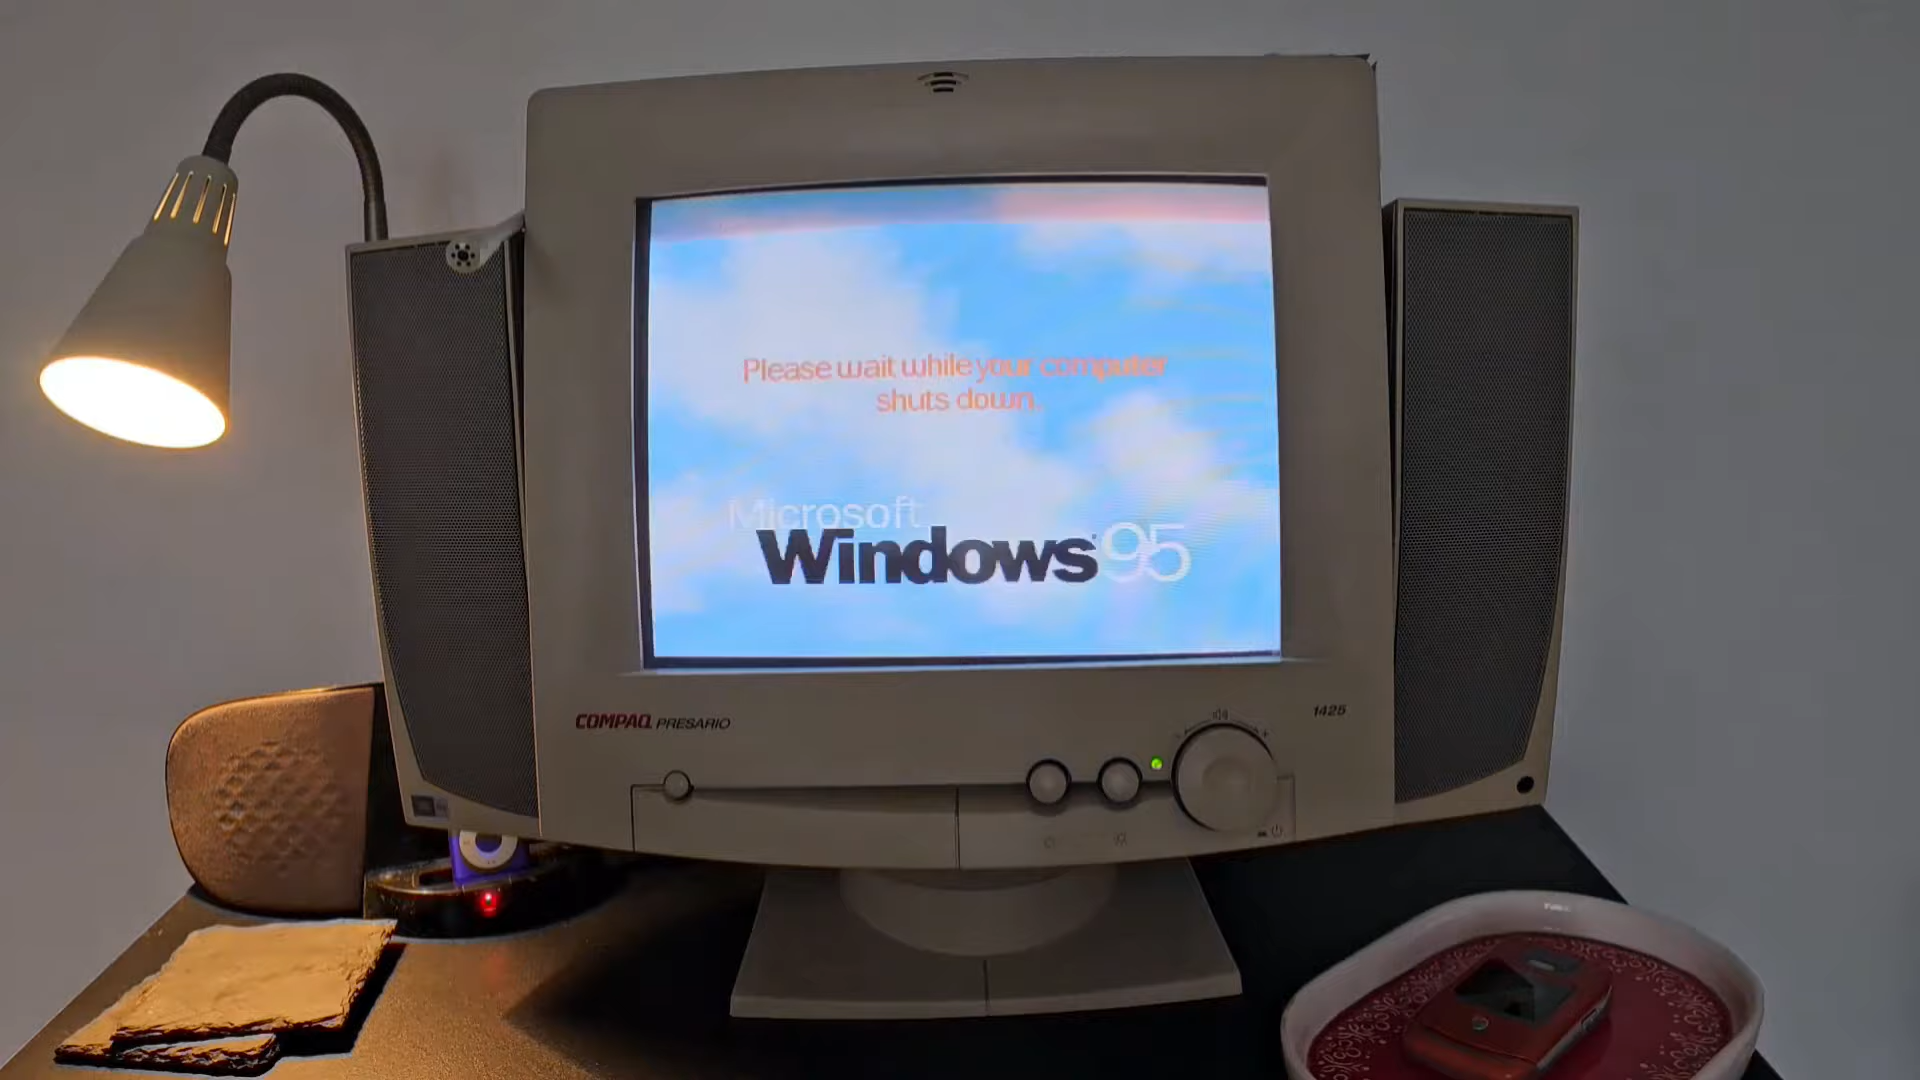 Please wait while your computer
shuts down.
Microsoft
Windows 95
COMPAQ PRESARIO
1425